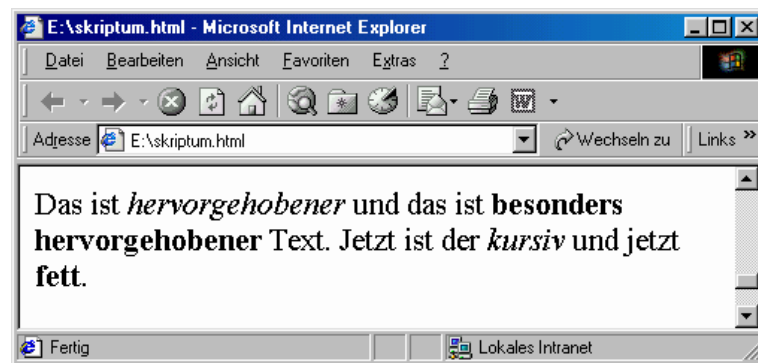 E:\skriptum.html - Microsoft Internet Explorer
Datei Bearbeiten Ansicht Favoriten Extras ?
Adresse E:\skriptum.html Wechseln zu Links »
Das ist hervorgehobener und das ist besonders
hervorgehobener Text. Jetzt ist der kursiv und jetzt
fett.
Fertig Lokales Intranet